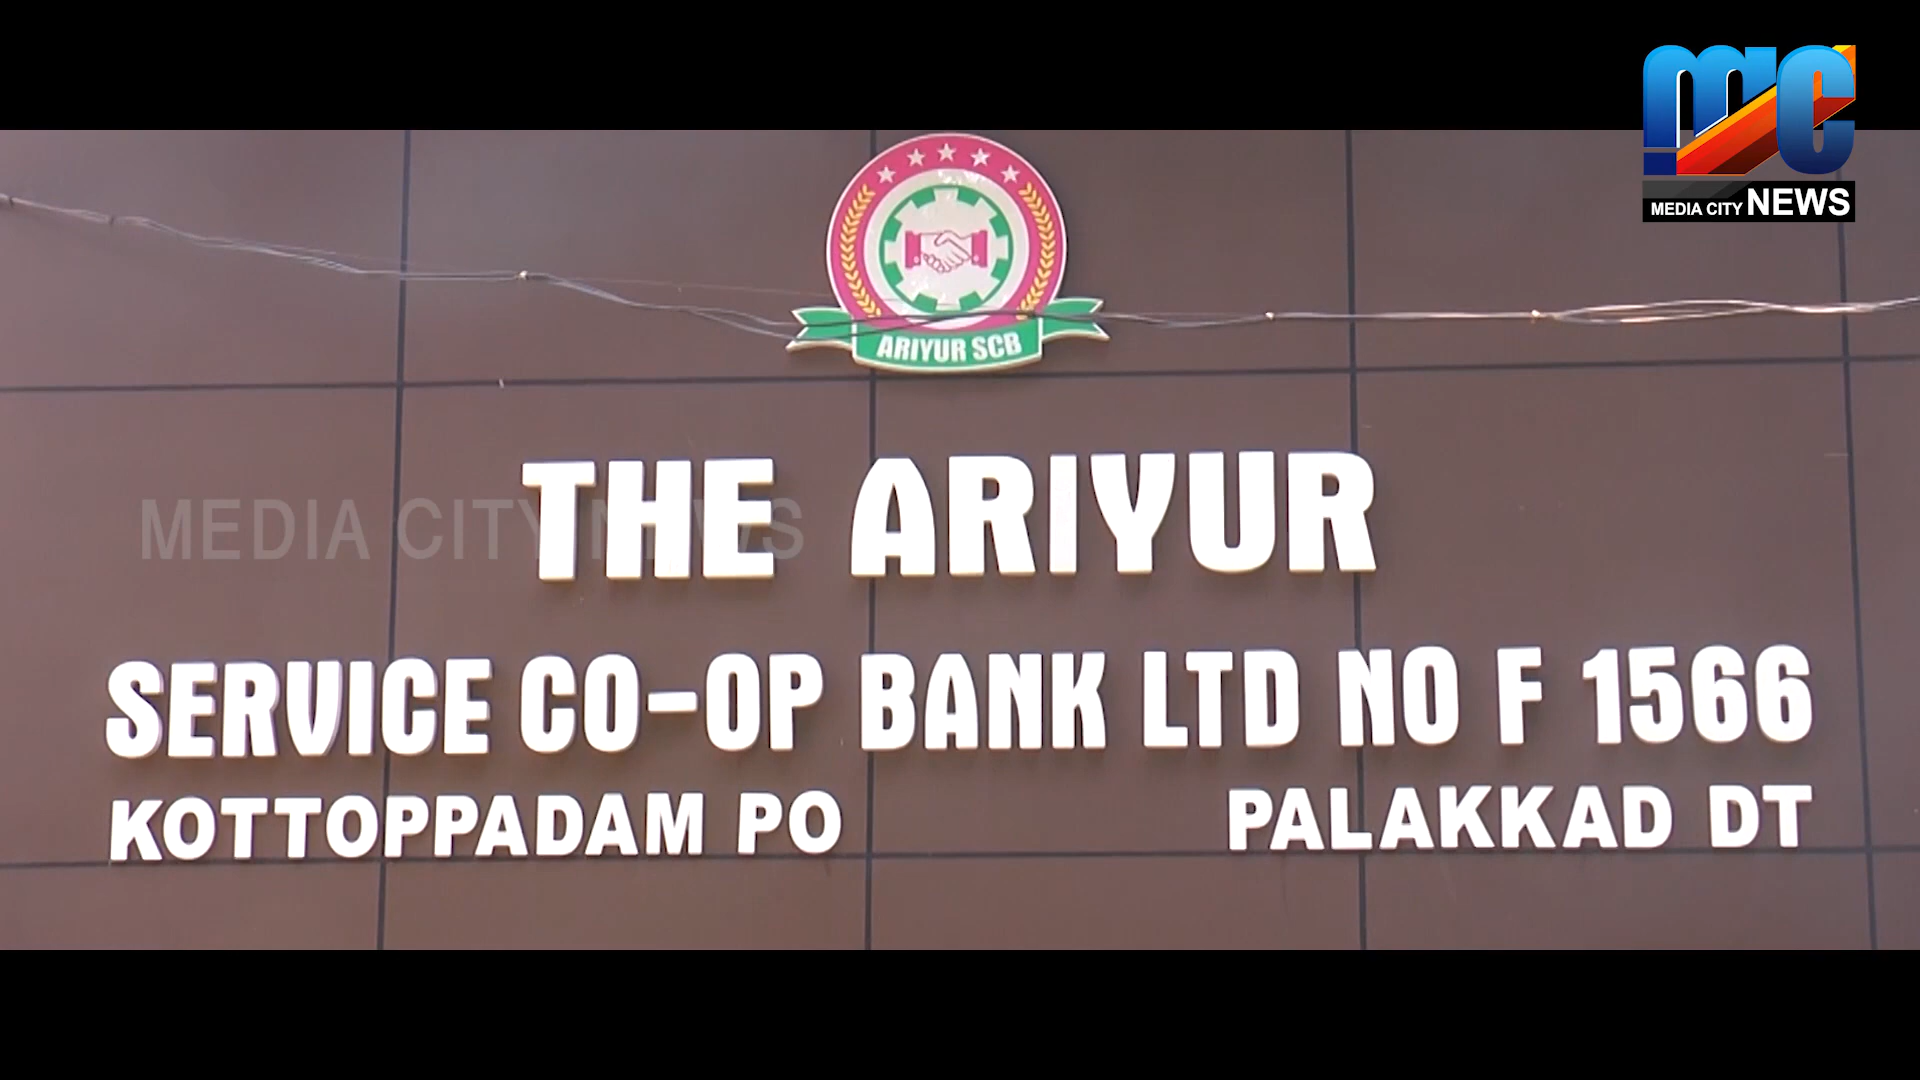 MC
MEDIA CITY NEWS
ARIYUR SCB
THE ARIYUR
MEDIA CITY NEWS
SERVICE CO-OP BANK LTD NO F 1566
KOTTOPPADAM PO PALAKKAD DT